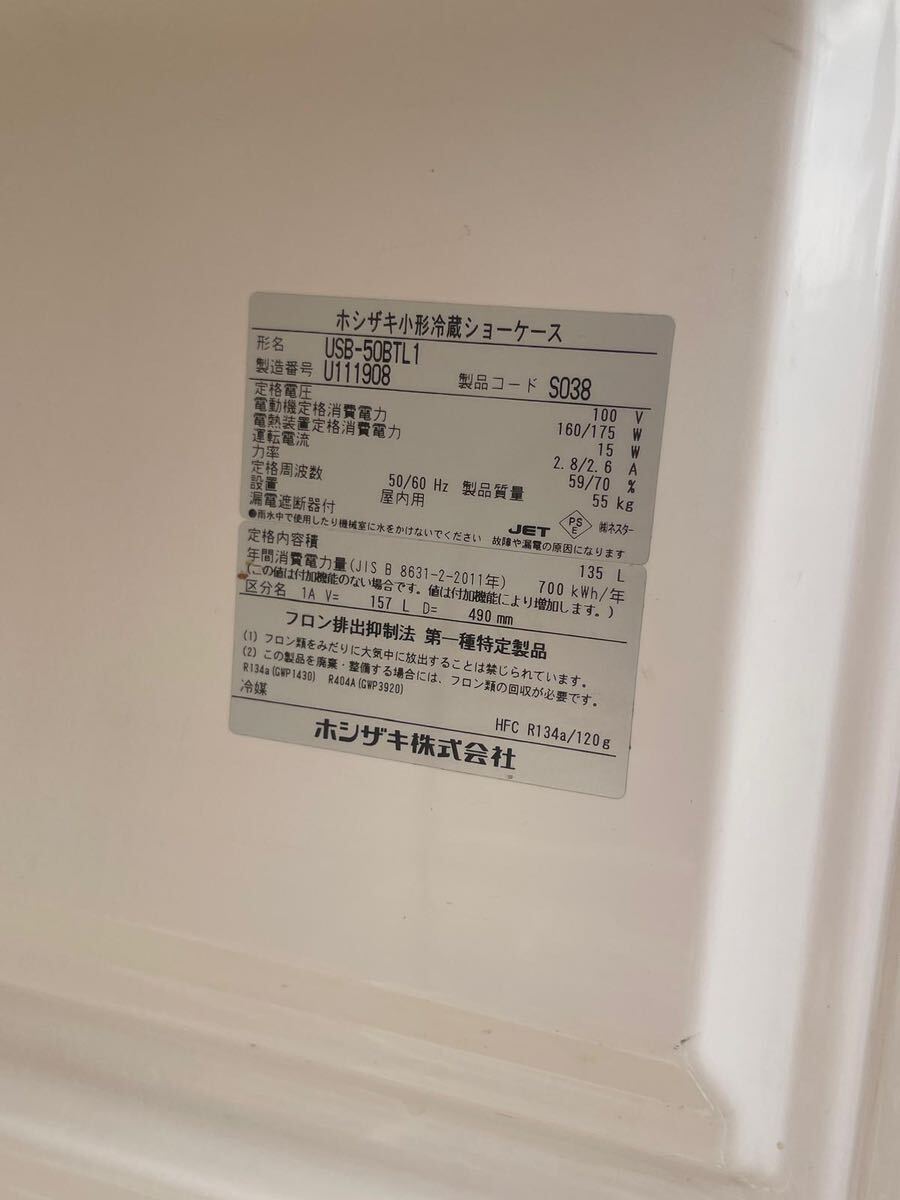 ホシザキ小形冷蔵ショーケース
形名 USB-50BTL1
製造番号 U111908 製品コード S038
定格電圧 100 V
電動機定格消費電力 160/175 W
電熱装置定格消費電力 15 W
運転電流 2.8/2.6 A
力率 59/70 %
定格周波数 50/60 Hz 製品質量 55 kg
設置 屋内用
漏電遮断器付 JET PSE ㈱ネスター
●雨水中で使用したり機械室に水をかけないでください 故障や漏電の原因になります
定格内容積 135 L
年間消費電力量(JIS B 8631-2-2011年) 700 kWh/年
(この値は付加機能のない場合です。値は付加機能により増加します。)
区分名 1A V= 157 L D= 490 mm
フロン排出抑制法 第一種特定製品
(1) フロン類をみだりに大気中に放出することは禁じられています。
(2) この製品を廃棄・整備する場合には、フロン類の回収が必要です。
R134a(GWP1430) R404A(GWP3920)
冷媒 HFC R134a/120g
ホシザキ株式会社